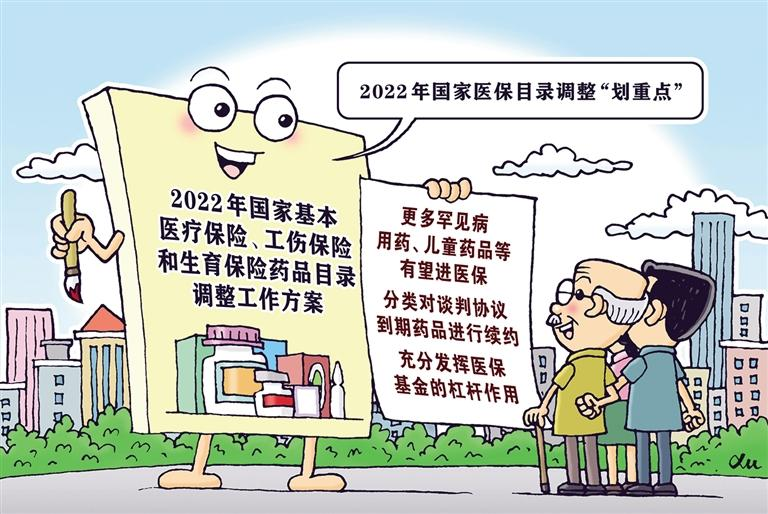 2022年国家医保目录调整“划重点”
2022年国家基本
医疗保险、工伤保险
和生育保险药品目录
调整工作方案
更多罕见病
用药、儿童药品等
有望进医保
分类对谈判协议
到期药品进行续约
充分发挥医保
基金的杠杆作用